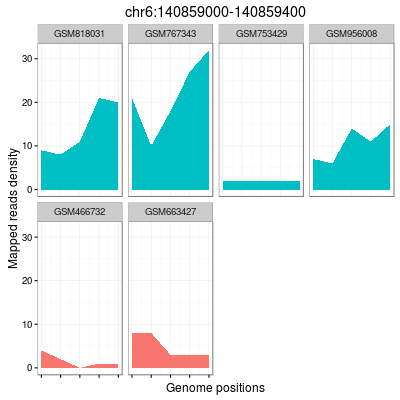 chr6:140859000-140859400
GSM818031 GSM767343 GSM753429 GSM956008
30
20
10
0
GSM466732 GSM663427
30
20
10
0
Mapped reads density
Genome positions